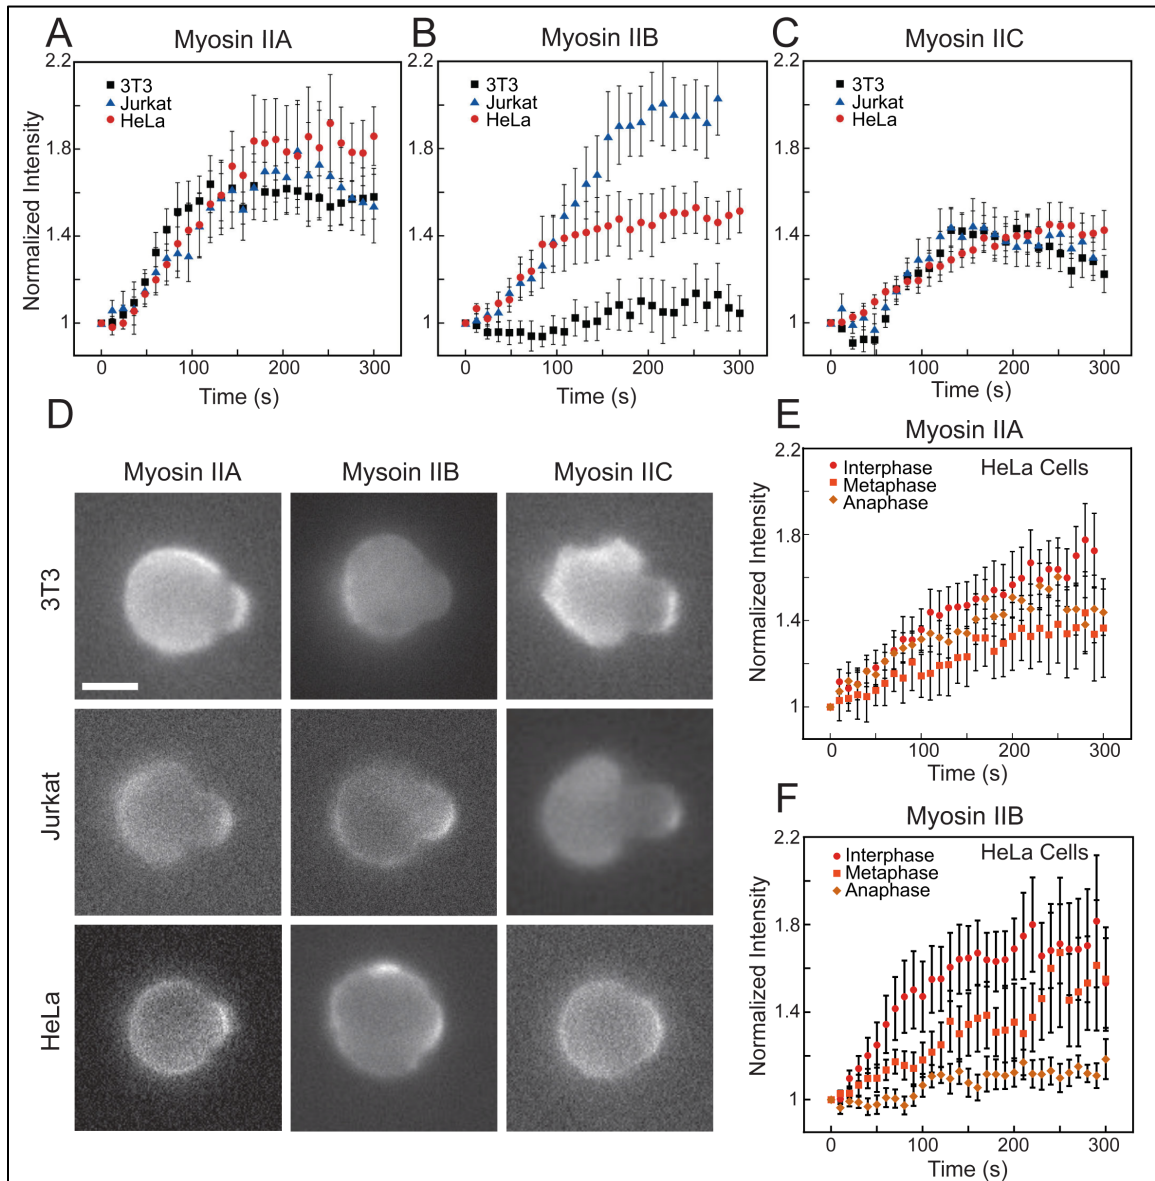 A
Myosin IIA
2.2
1.8
1.4
1
Normalized Intensity
3T3
Jurkat
HeLa
0
100
200
300
Time (s)
B
Myosin IIB
2.2
1.8
1.4
1
3T3
Jurkat
HeLa
0
100
200
300
Time (s)
C
Myosin IIC
2.2
1.8
1.4
1
3T3
Jurkat
HeLa
0
100
200
300
Time (s)
D
Myosin IIA
Mysoin IIB
Myosin IIC
3T3
Jurkat
HeLa
E
Myosin IIA
2.2
1.8
1.4
1
Normalized Intensity
Interphase
Metaphase
Anaphase
HeLa Cells
0
100
200
300
Time (s)
F
Myosin IIB
2.2
1.8
1.4
1
Normalized Intensity
Interphase
Metaphase
Anaphase
HeLa Cells
0
100
200
300
Time (s)